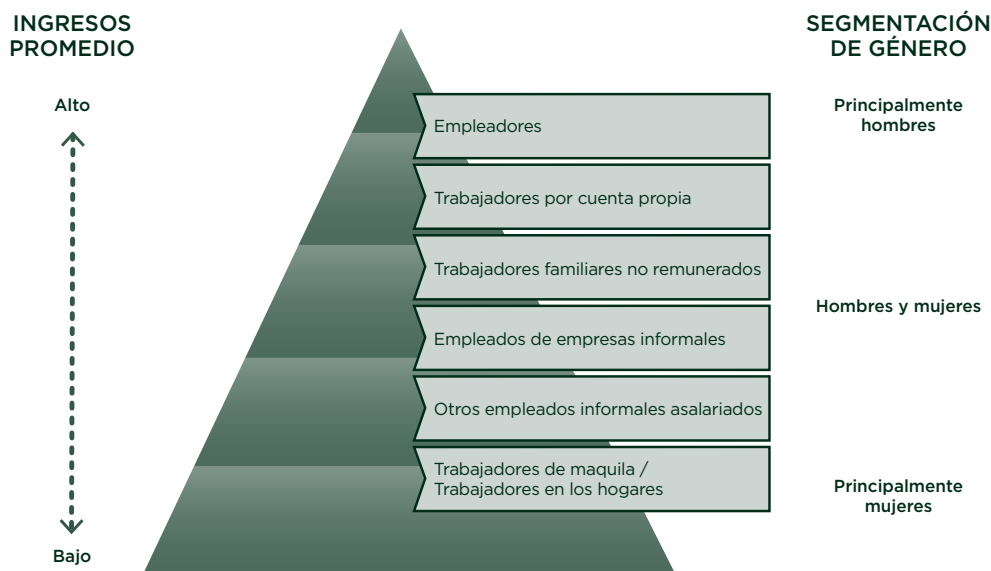 INGRESOS
PROMEDIO
SEGMENTACIÓN
DE GÉNERO
Alto
Principalmente
hombres
Empleadores
Trabajadores por cuenta propia
Trabajadores familiares no remunerados
Hombres y mujeres
Empleados de empresas informales
Otros empleados informales asalariados
Trabajadores de maquila /
Trabajadores en los hogares
Principalmente
mujeres
Bajo